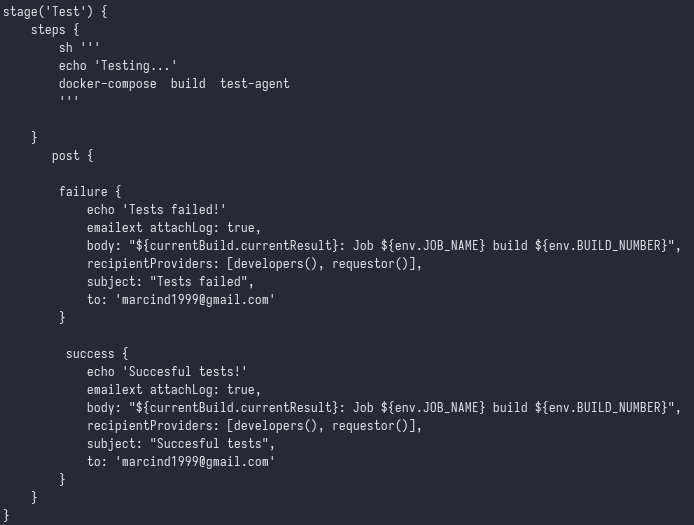 stage('Test') {
    steps {
        sh '''
        echo 'Testing...'
        docker-compose  build  test-agent
        '''

    }
       post {

        failure {
            echo 'Tests failed!'
            emailext attachLog: true,
            body: "${currentBuild.currentResult}: Job ${env.JOB_NAME} build ${env.BUILD_NUMBER}",
            recipientProviders: [developers(), requestor()],
            subject: "Tests failed",
            to: 'marcind1999@gmail.com'
        }

         success {
            echo 'Succesful tests!'
            emailext attachLog: true,
            body: "${currentBuild.currentResult}: Job ${env.JOB_NAME} build ${env.BUILD_NUMBER}",
            recipientProviders: [developers(), requestor()],
            subject: "Succesful tests",
            to: 'marcind1999@gmail.com'
        }
    }
}